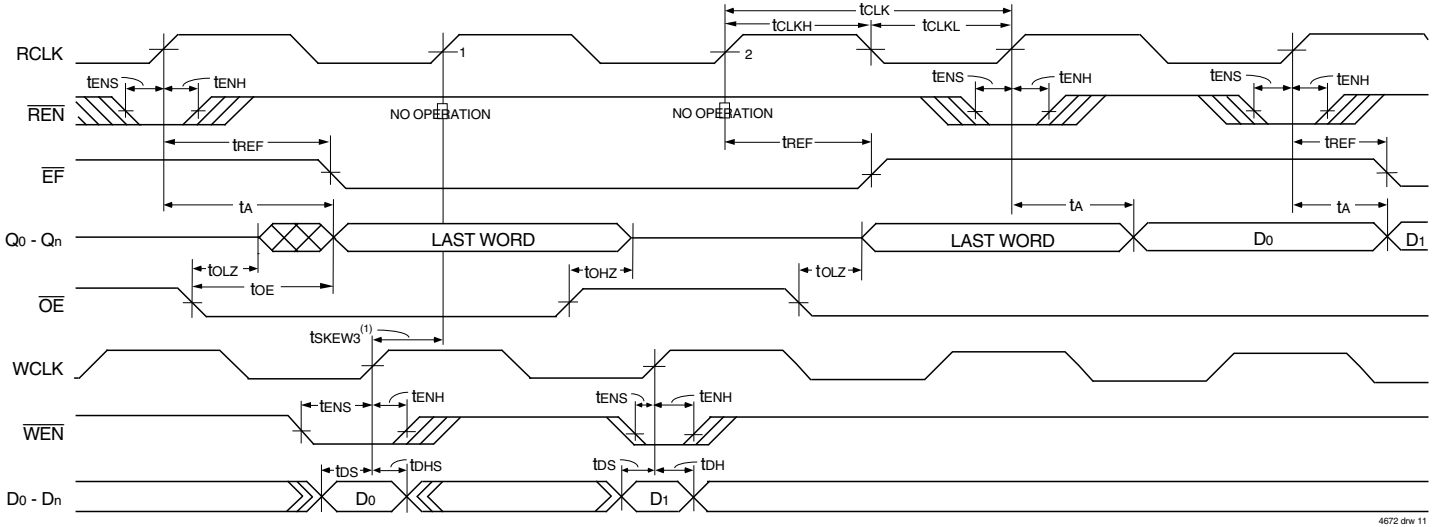 tCLK
tCLKH tCLKL
RCLK 1 2
tENS tENH tENS tENH tENS tENH
REN NO OPERATION NO OPERATION
tREF tREF tREF
EF
tA tA tA
Q0 - Qn LAST WORD LAST WORD D0 D1
tOLZ tOHZ tOLZ
tOE
OE
tSKEW3(1)
WCLK
tENS tENH tENS tENH
WEN
tDS tDHS tDS tDH
D0 - Dn D0 D1
4672 drw 11